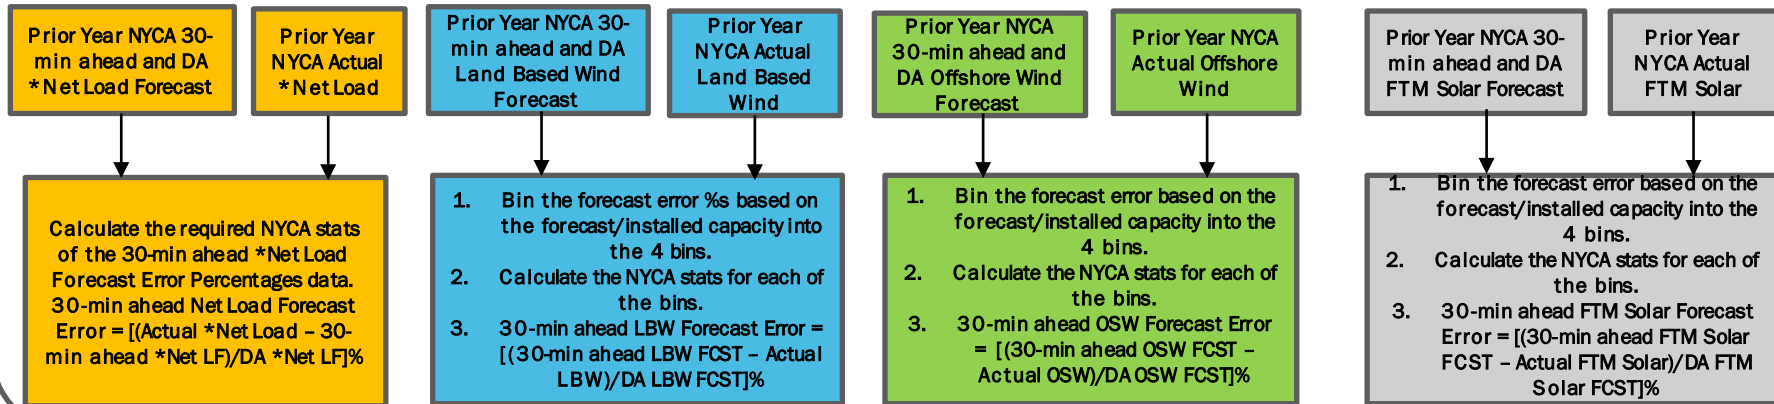 Prior Year NYCA 30-
min ahead and DA
*Net Load Forecast
Prior Year
NYCA Actual
*Net Load
Prior Year NYCA 30-
min ahead and DA
Land Based Wind
Forecast
Prior Year
NYCA Actual
Land Based
Wind
Prior Year NYCA
30-min ahead and
DA Offshore Wind
Forecast
Prior Year NYCA
Actual Offshore
Wind
Prior Year NYCA 30-
min ahead and DA
FTM Solar Forecast
Prior Year
NYCA Actual
FTM Solar
Calculate the required NYCA stats
of the 30-min ahead *Net Load
Forecast Error Percentages data.
30-min ahead Net Load Forecast
Error = [(Actual *Net Load – 30-
min ahead *Net LF)/DA *Net LF]%
1. Bin the forecast error %s based on
the forecast/installed capacity into
the 4 bins.
2. Calculate the NYCA stats for each of
the bins.
3. 30-min ahead LBW Forecast Error =
[(30-min ahead LBW FCST – Actual
LBW)/DA LBW FCST]%
1. Bin the forecast error based on the
forecast/installed capacity into the
4 bins.
2. Calculate the NYCA stats for each of
the bins.
3. 30-min ahead OSW Forecast Error
= [(30-min ahead OSW FCST –
Actual OSW)/DA OSW FCST]%
1. Bin the forecast error based on the
forecast/installed capacity into the
4 bins.
2. Calculate the NYCA stats for each of
the bins.
3. 30-min ahead FTM Solar Forecast
Error = [(30-min ahead FTM Solar
FCST – Actual FTM Solar)/DA FTM
Solar FCST]%